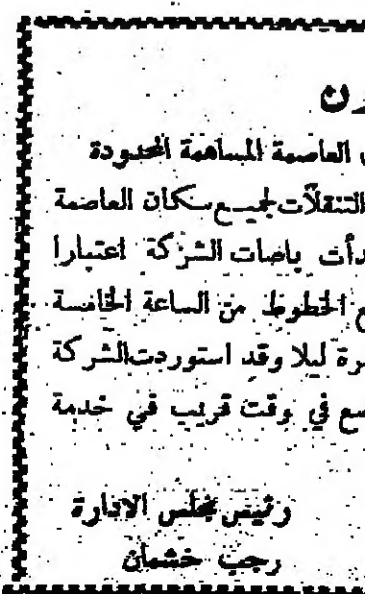 العاصمة المساهمة المحدودة
التنقلات لجميع سكان العاصمة
دأت باصات الشركة اعتبارا
الخطوط من الساعة الخامسة
ليلا وقد استوردت الشركة
في وقت قريب في خدمة
رئيس مجلس الادارة
رجب خشمان